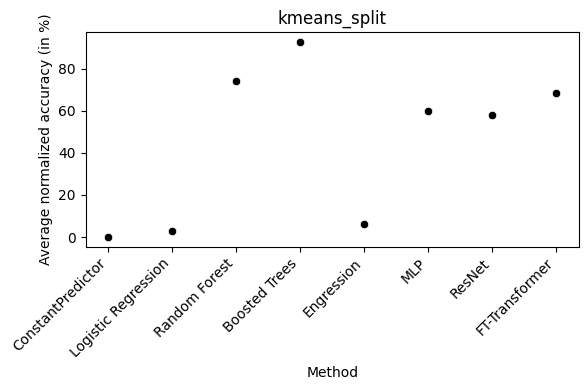 kmeans_split
Average normalized accuracy (in %)
80
60
40
20
0
ConstantPredictor
Logistic Regression
Random Forest
Boosted Trees
Engression
MLP
ResNet
FT-Transformer
Method